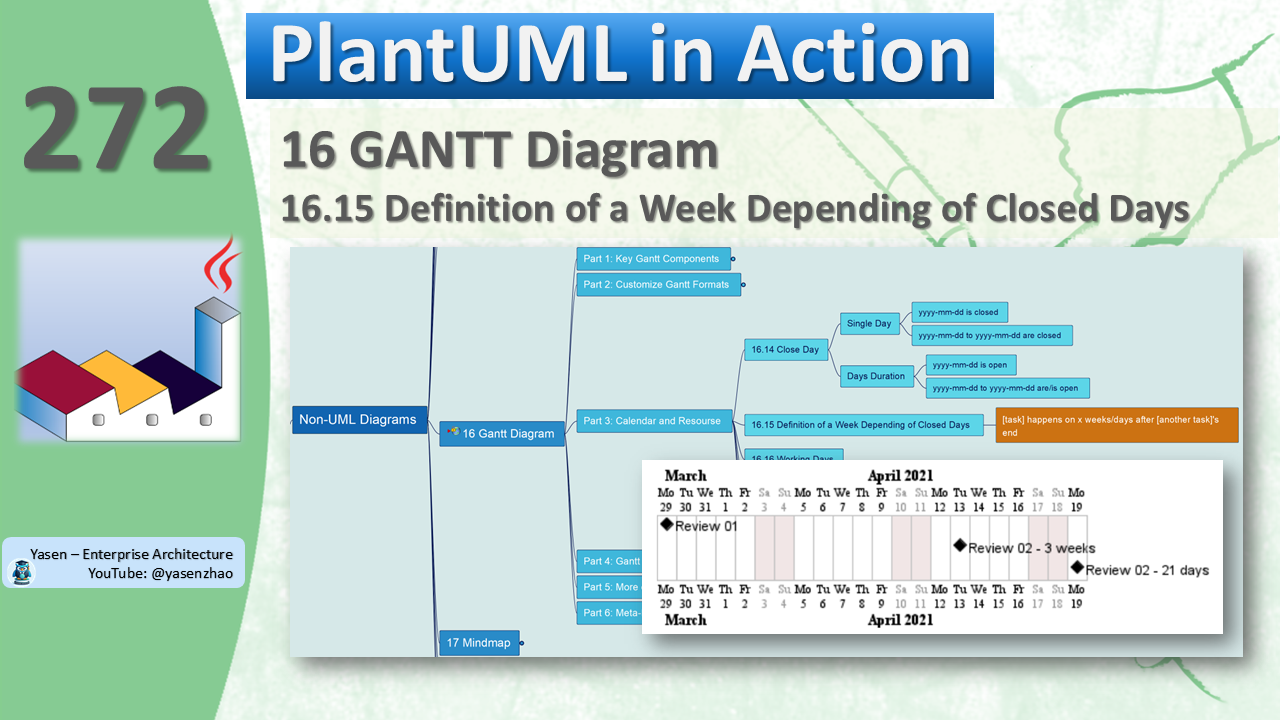 PlantUML in Action
272
16 GANTT Diagram
16.15 Definition of a Week Depending of Closed Days
Part 1: Key Gantt Components
Part 2: Customize Gantt Formats
yyyy-mm-dd is closed
Single Day
yyyy-mm-dd to yyyy-mm-dd are closed
16.14 Close Day
yyyy-mm-dd is open
Days Duration
yyyy-mm-dd to yyyy-mm-dd are/is open
Non-UML Diagrams
16 Gantt Diagram
Part 3: Calendar and Resourse
16.15 Definition of a Week Depending of Closed Days
[task] happens on x weeks/days after [another task]'s
end
16.16 Working Days
Part 4: Gantt
Part 5: More
Part 6: Meta-
17 Mindmap
March April 2021
Mo Tu We Th Fr Sa Su Mo Tu We Th Fr Sa Su Mo Tu We Th Fr Sa Su Mo
29 30 31 1 2 3 4 5 6 7 8 9 10 11 12 13 14 15 16 17 18 19
Review 01
Review 02 - 3 weeks
Review 02 - 21 days
Mo Tu We Th Fr Sa Su Mo Tu We Th Fr Sa Su Mo Tu We Th Fr Sa Su Mo
29 30 31 1 2 3 4 5 6 7 8 9 10 11 12 13 14 15 16 17 18 19
March April 2021
Yasen – Enterprise Architecture
YouTube: @yasenzhao